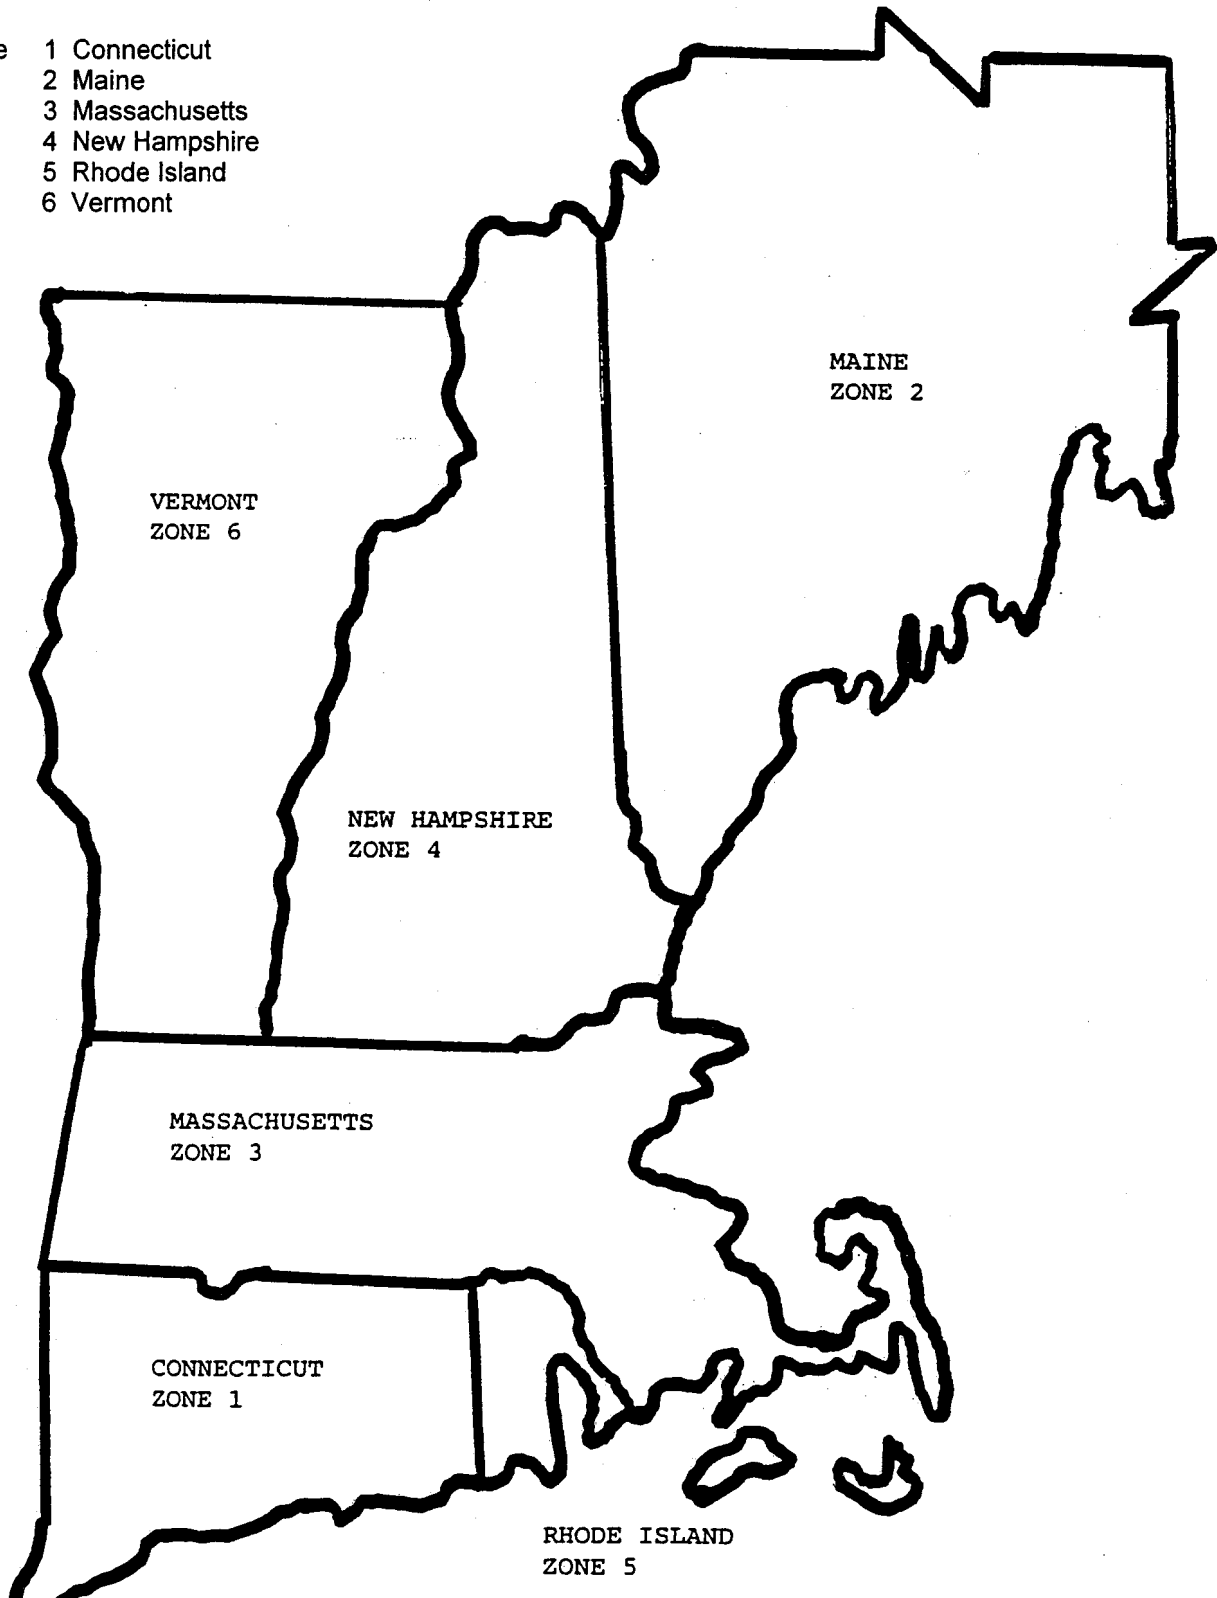 e 1 Connecticut
2 Maine
3 Massachusetts
4 New Hampshire
5 Rhode Island
6 Vermont
MAINE
ZONE 2
VERMONT
ZONE 6
NEW HAMPSHIRE
ZONE 4
MASSACHUSETTS
ZONE 3
CONNECTICUT
ZONE 1
RHODE ISLAND
ZONE 5